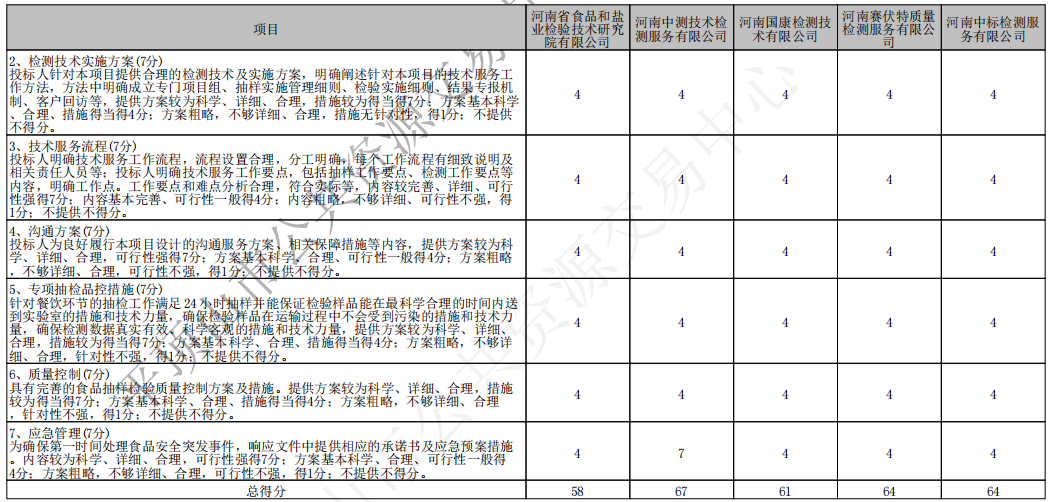 项目
河南省食品和盐
业检验技术研究
院有限公司
河南中测技术检
测服务有限公司
河南国康检测技
术有限公司
河南赛伏特质量
检测服务有限公
司
河南中标检测服
务有限公司
2、检测技术实施方案(7分)
投标人针对本项目提供合理的检测技术及实施方案，明确阐述针对本项目的技术服务工
作方法，方法中明确成立专门项目组、抽样实施管理细则、检验实施细则、结果专报机
制、客户回访等，提供方案较为科学、详细、合理，措施较为得当得7分；方案基本科学
、合理、措施得当得4分；方案粗略，不够详细、合理，措施无针对性，得1分；不提供
不得分。
4 4 4 4 4
3、技术服务流程(7分)
投标人明确技术服务工作流程，流程设置合理，分工明确，每个工作流程有细致说明及
相关责任人员等；投标人明确技术服务工作要点，包括抽样工作要点、检测工作要点等
内容，明确工作点。工作要点和难点分析合理，符合实际等，内容较完善、详细、可行
性强得7分；内容基本完善、可行性一般得4分；内容粗略，不够详细、可行性不强，得
1分；不提供不得分。
4 4 4 4 4
4、沟通方案(7分)
投标人为良好履行本项目设计的沟通服务方案、相关保障措施等内容，提供方案较为科
学、详细、合理，可行性强得7分；方案基本科学、合理、可行性一般得4分；方案粗略
，不够详细、合理，可行性不强，得1分；不提供不得分。
4 4 4 4 4
5、专项抽检品控措施(7分)
针对餐饮环节的抽检工作满足24小时抽样并能保证检验样品能在最科学合理的时间内送
到实验室的措施和技术力量，确保检验样品在运输过程中不会受到污染的措施和技术力
量，确保检测数据真实有效、科学客观的措施和技术力量，提供方案较为科学、详细、
合理，措施较为得当得7分；方案基本科学、合理、措施得当得4分；方案粗略，不够详
细、合理，针对性不强，得1分；不提供不得分。
4 4 4 4 4
6、质量控制(7分)
具有完善的食品抽样检验质量控制方案及措施。提供方案较为科学、详细、合理，措施
较为得当得7分；方案基本科学、合理、措施得当得4分；方案粗略，不够详细、合理
，针对性不强，得1分；不提供不得分。
4 4 4 4 4
7、应急管理(7分)
为确保第一时间处理食品安全突发事件，响应文件中提供相应的承诺书及应急预案措施
。内容较为科学、详细、合理，可行性强得7分；方案基本科学、合理、可行性一般得
4分；方案粗略，不够详细、合理，可行性不强，得1分；不提供不得分。
4 7 4 4 4
总得分 58 67 61 64 64
平顶山市公共资源交易中心
公共资源交易中心